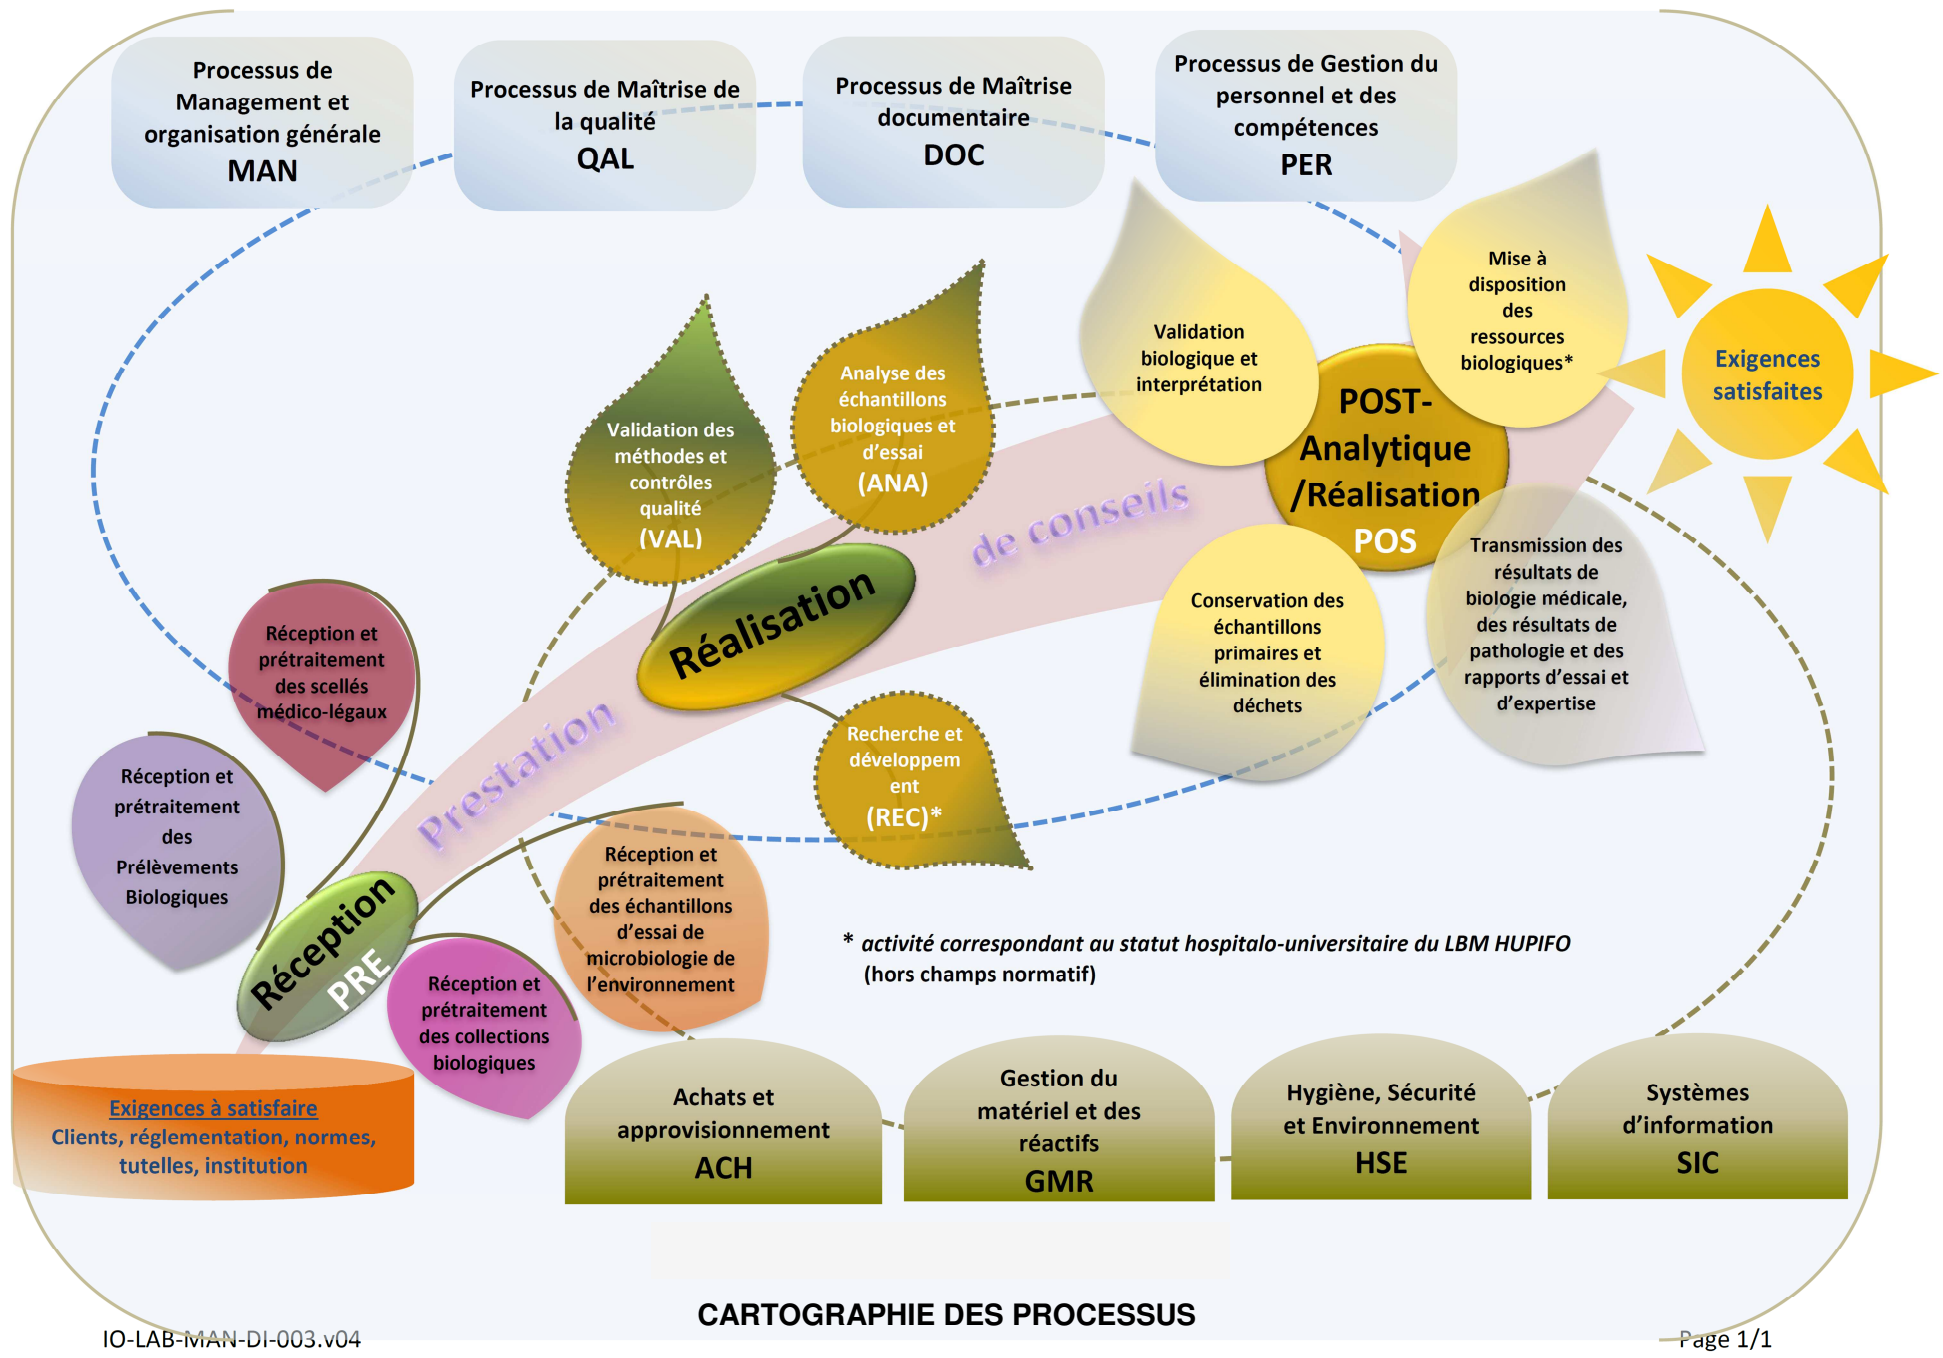 Processus de
Management et
organisation générale
MAN
Processus de Maîtrise de
la qualité
QAL
Processus de Maîtrise
documentaire
DOC
Processus de Gestion du
personnel et des
compétences
PER
Mise à
disposition
des
ressources
biologiques*
Validation
biologique et
interprétation
Exigences
satisfaites
Analyse des
échantillons
biologiques et
d'essai
(ANA)
Validation des
méthodes et
contrôles
qualité
(VAL)
POST-
Analytique
/Réalisation
POS
de conseils
Réalisation
Transmission des
résultats de
biologie médicale,
des résultats de
pathologie et des
rapports d'essai et
d'expertise
Conservation des
échantillons
primaires et
élimination des
déchets
Réception et
prétraitement
des scellés
médico-légaux
Prestation
Recherche et
développem
ent
(REC)*
Réception et
prétraitement
des
Prélèvements
Biologiques
Réception et
prétraitement
des échantillons
d'essai de
microbiologie de
l'environnement
Réception
PRE
* activité correspondant au statut hospitalo-universitaire du LBM HUPIFO
(hors champs normatif)
Réception et
prétraitement
des collections
biologiques
Exigences à satisfaire
Clients, réglementation, normes,
tutelles, institution
Achats et
approvisionnement
ACH
Gestion du
matériel et des
réactifs
GMR
Hygiène, Sécurité
et Environnement
HSE
Systèmes
d'information
SIC
CARTOGRAPHIE DES PROCESSUS
IO-LAB-MAN-DI-003.v04
Page 1/1